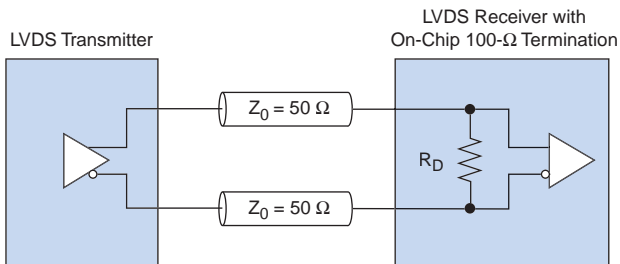 LVDS Transmitter
LVDS Receiver with
On-Chip 100-Ω Termination
Z0 = 50 Ω
RD
Z0 = 50 Ω